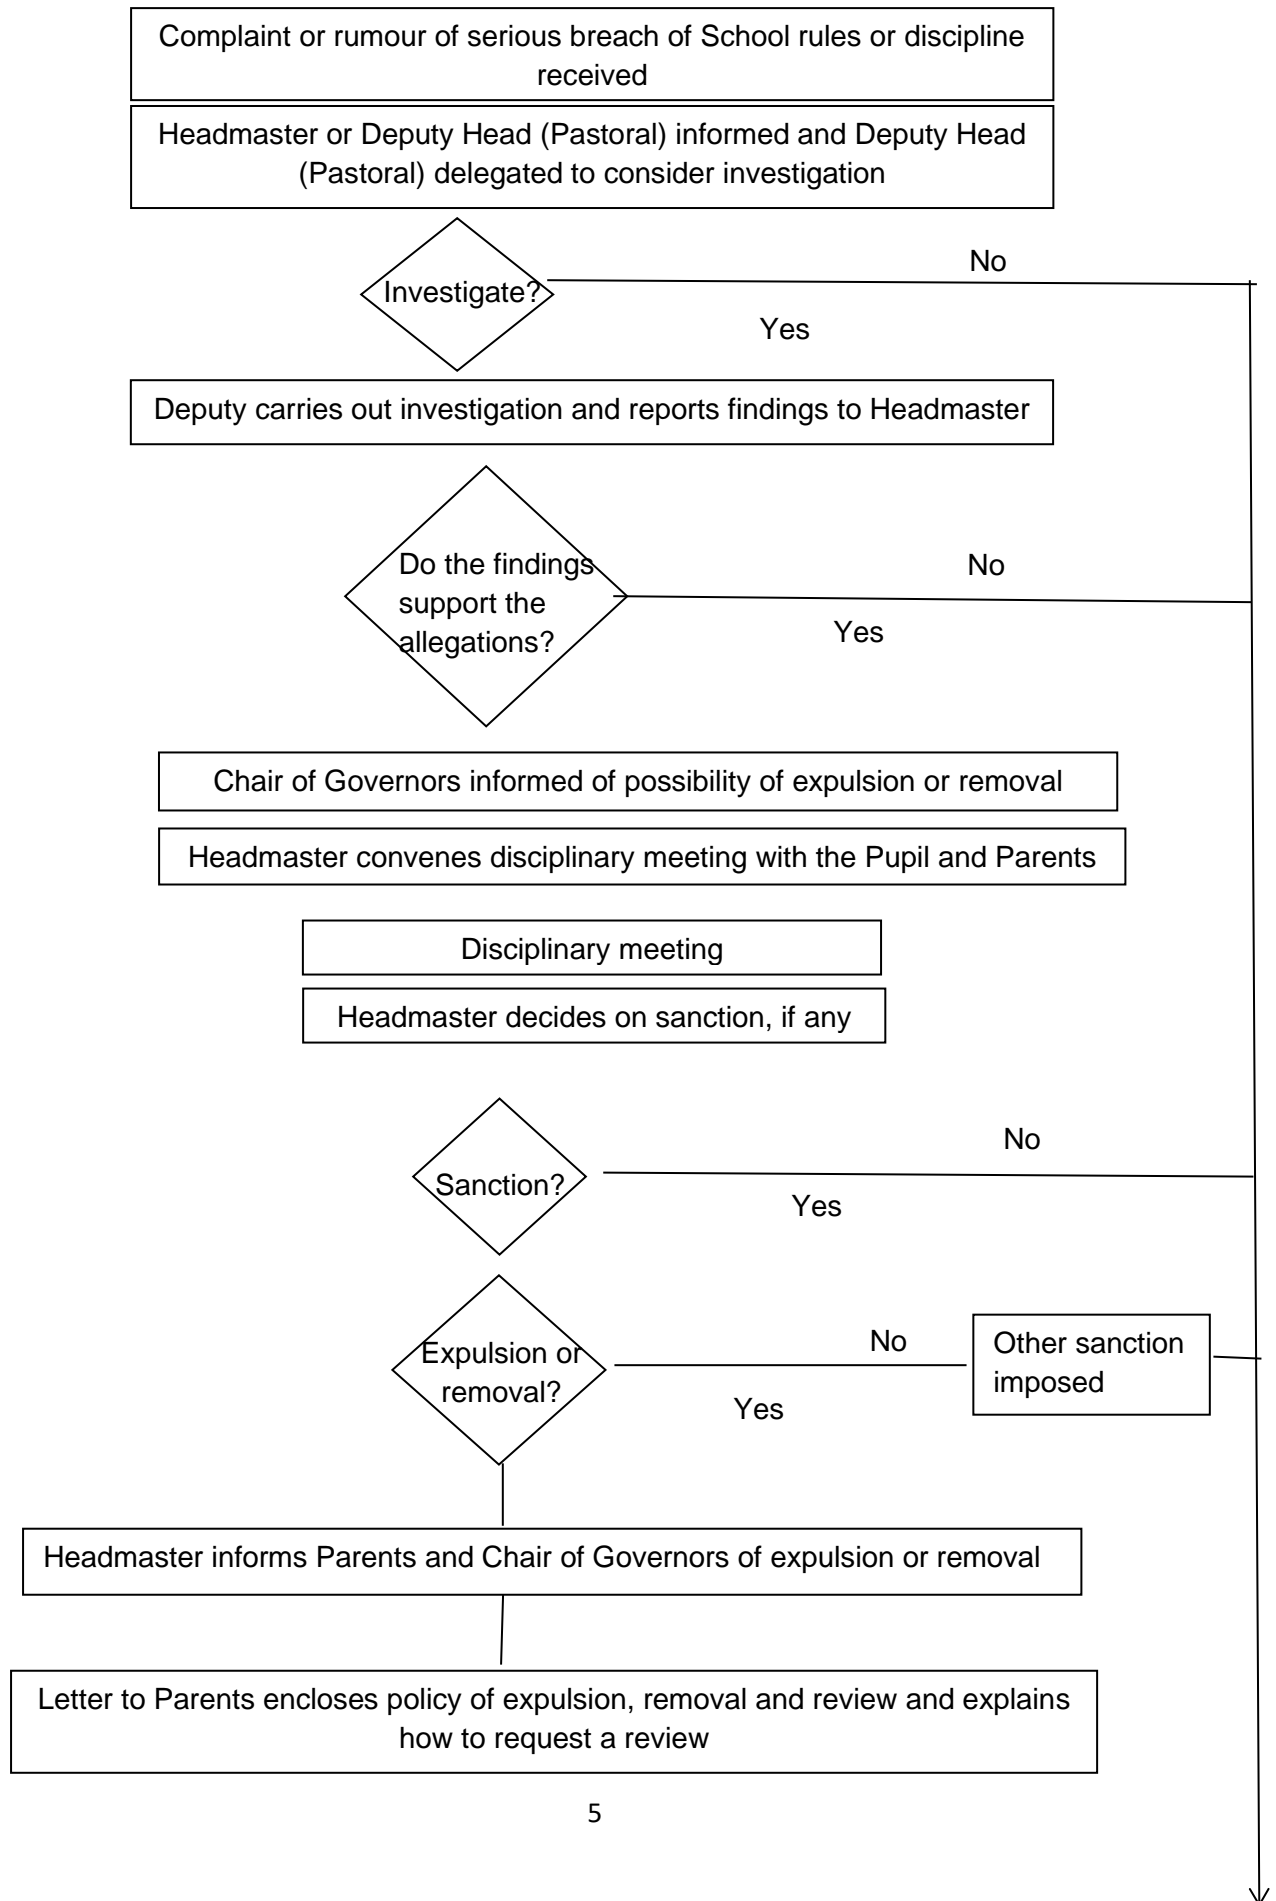 Complaint or rumour of serious breach of School rules or discipline
received
Headmaster or Deputy Head (Pastoral) informed and Deputy Head
(Pastoral) delegated to consider investigation
No
Investigate?
Yes
Deputy carries out investigation and reports findings to Headmaster
Do the findings
support the
allegations?
No
Yes
Chair of Governors informed of possibility of expulsion or removal
Headmaster convenes disciplinary meeting with the Pupil and Parents
Disciplinary meeting
Headmaster decides on sanction, if any
No
Sanction?
Yes
Expulsion or
removal?
No
Yes
Other sanction
imposed
Headmaster informs Parents and Chair of Governors of expulsion or removal
Letter to Parents encloses policy of expulsion, removal and review and explains
how to request a review
5